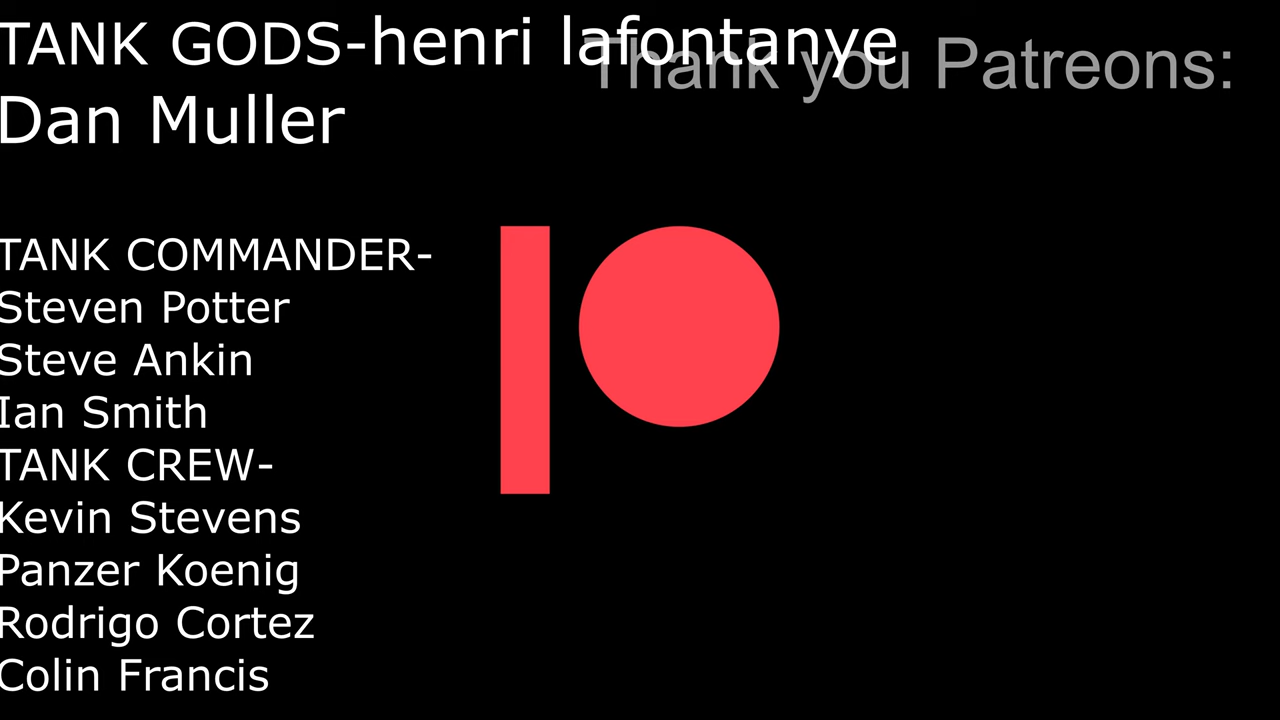 TANK GODS-henri lafontanye
Thank you Patreons:
Dan Muller
TANK COMMANDER-
Steven Potter
Steve Ankin
Ian Smith
TANK CREW-
Kevin Stevens
Panzer Koenig
Rodrigo Cortez
Colin Francis